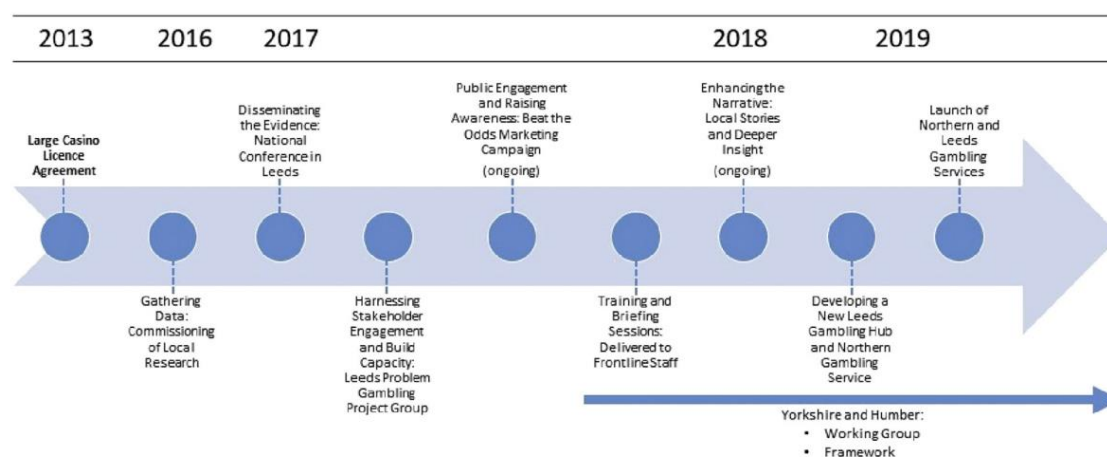 2013 2016 2017 2018 2019
Large Casino
Licence
Agreement
Disseminating
the Evidence:
National
Conference in
Leeds
Public Engagement
and Raising
Awareness: Beat the
Odds Marketing
Campaign
(ongoing)
Enhancing the
Narrative:
Local Stories
and Deeper
Insight
(ongoing)
Launch of
Northern and
Leeds
Gambling
Services
Gathering
Data:
Commissioning
of Local
Research
Harnessing
Stakeholder
Engagement
and Build
Capacity:
Leeds Problem
Gambling
Project Group
Training and
Briefing
Sessions:
Delivered to
Frontline Staff
Developing a
New Leeds
Gambling Hub
and Northern
Gambling
Service
Yorkshire and Humber:
• Working Group
• Framework